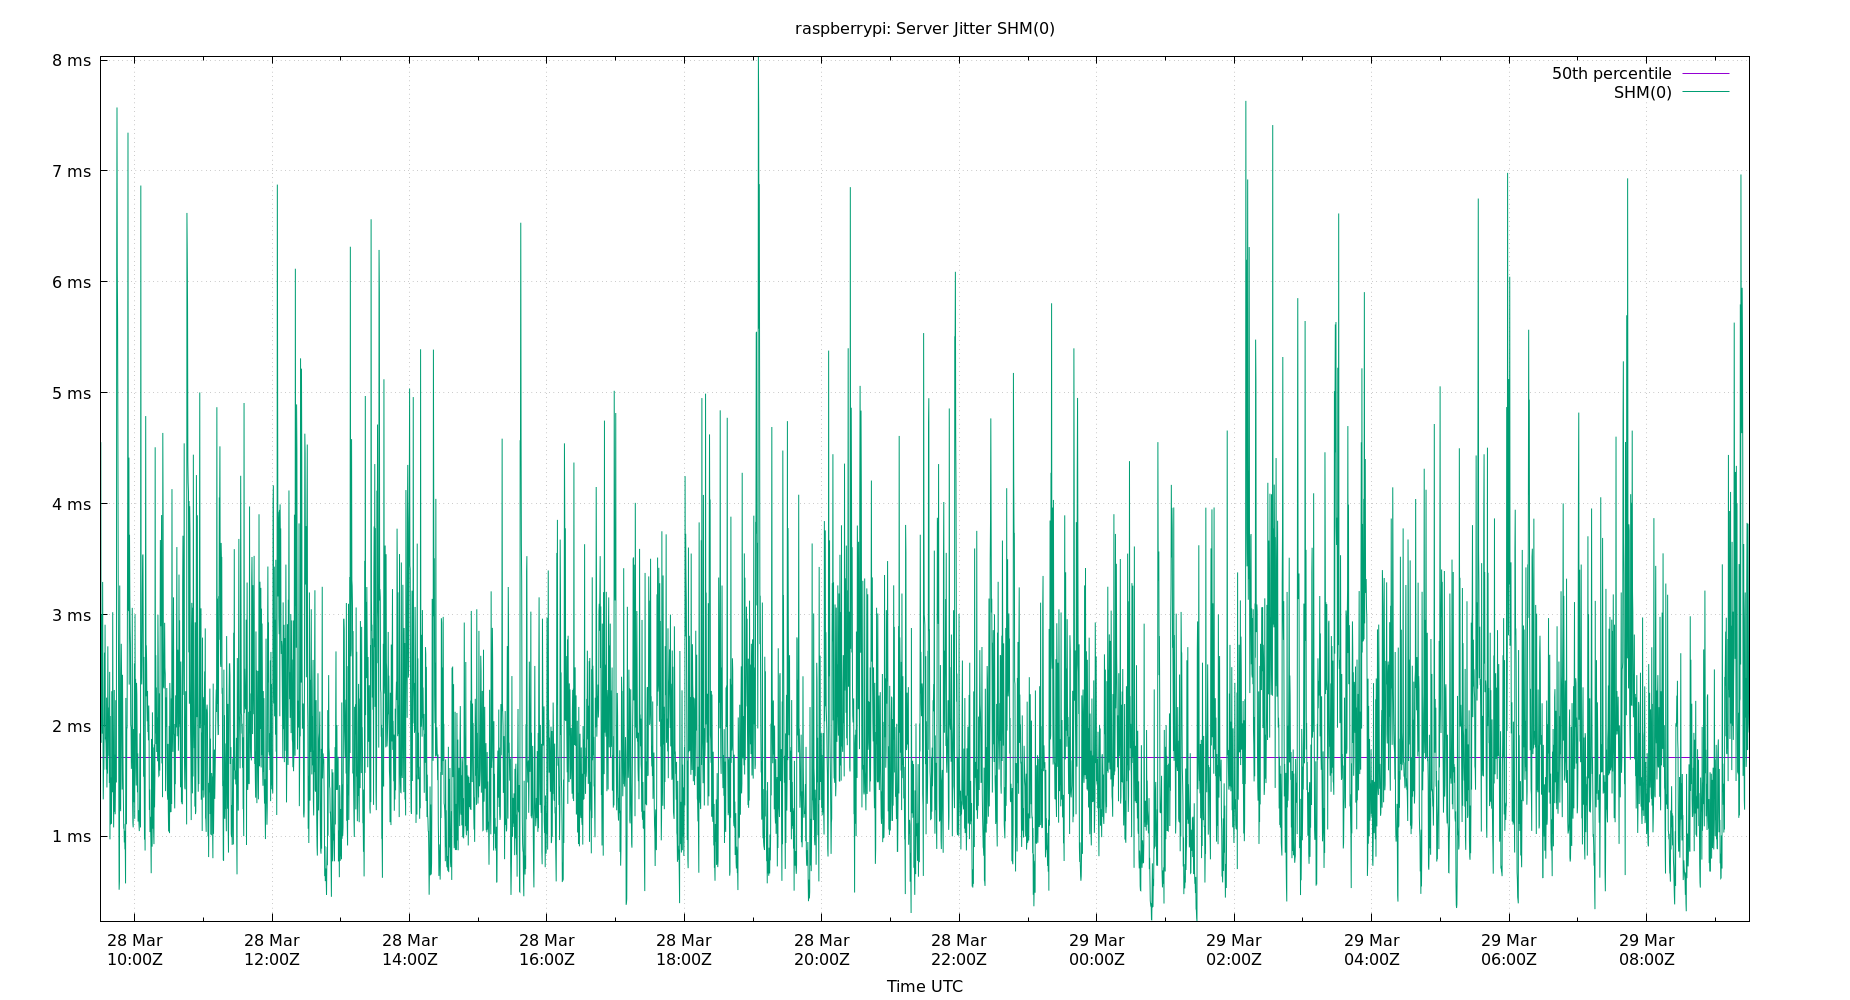 raspberrypi: Server Jitter SHM(0)
50th percentile
SHM(0)
8 ms
7 ms
6 ms
5 ms
4 ms
3 ms
2 ms
1 ms
28 Mar 28 Mar 28 Mar 28 Mar 28 Mar 28 Mar 28 Mar 29 Mar 29 Mar 29 Mar 29 Mar 29 Mar
10:00Z 12:00Z 14:00Z 16:00Z 18:00Z 20:00Z 22:00Z 00:00Z 02:00Z 04:00Z 06:00Z 08:00Z
Time UTC